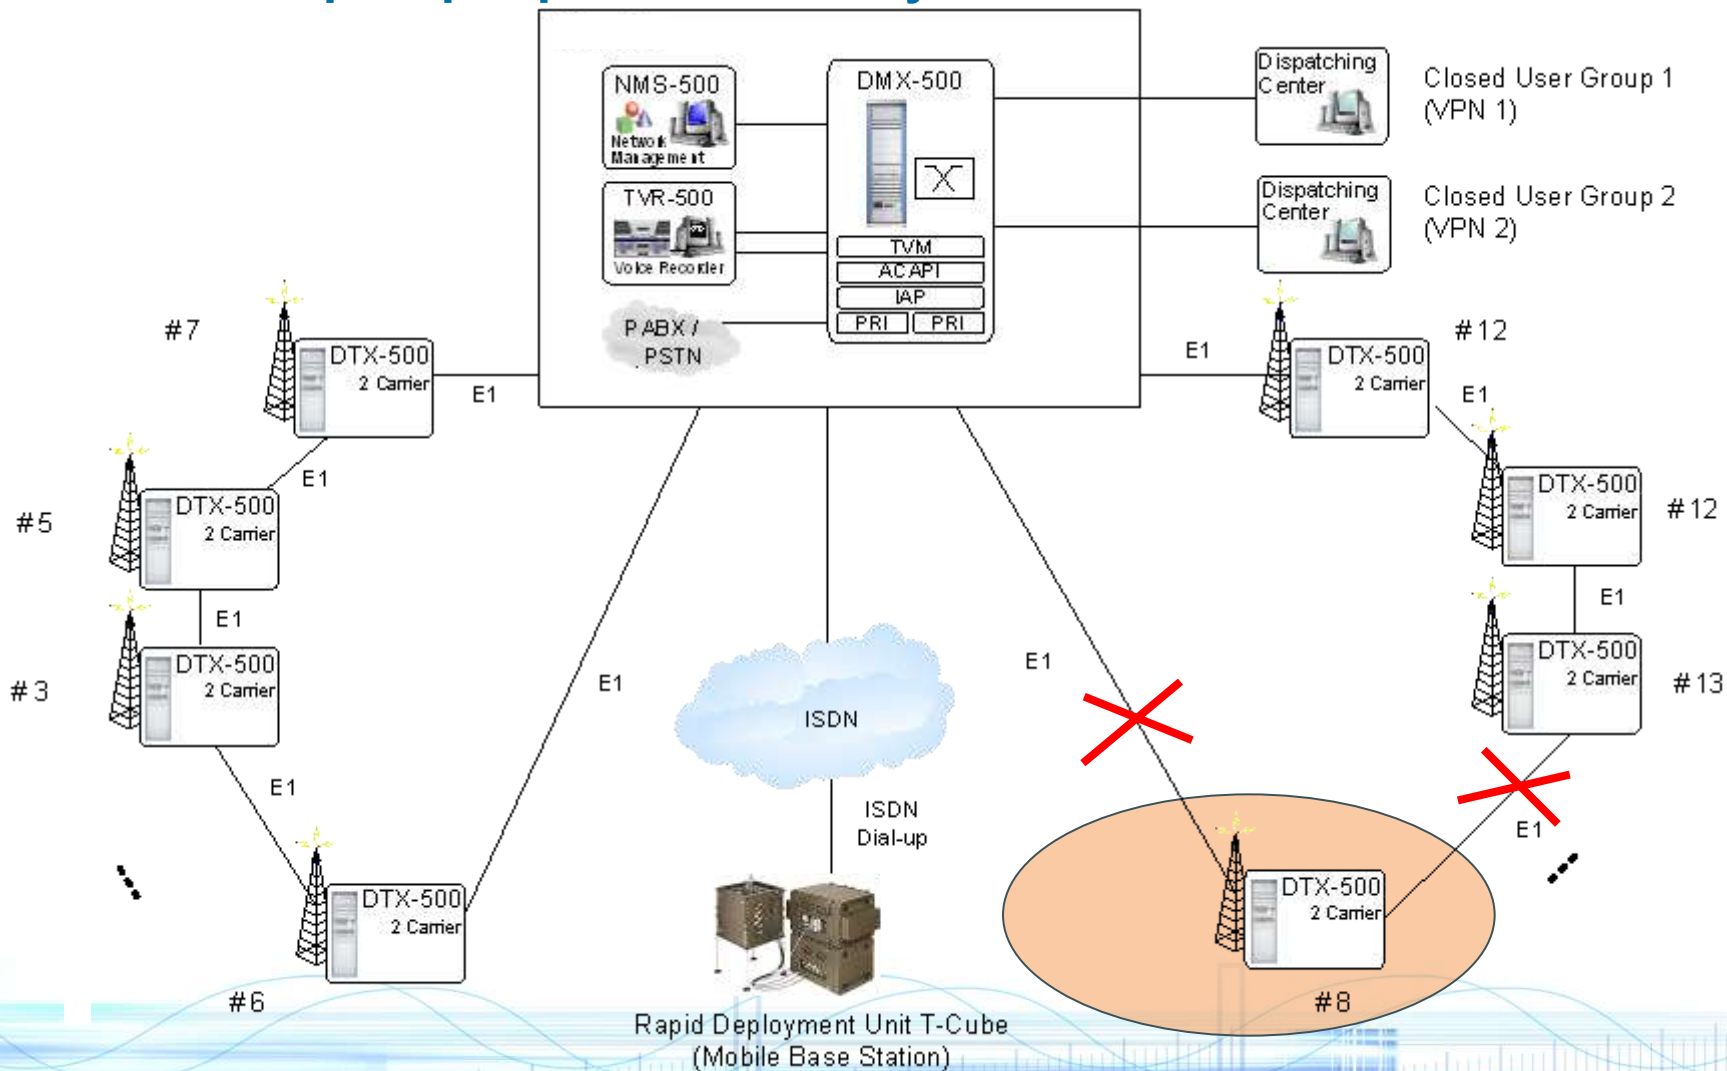 NMS-500
Network
Management
TVR-500
Voice Recorder
PABX /
PSTN
DMX-500
TVM
ACAPI
IAP
PRI
PRI
Dispatching
Center
Closed User Group 1
(VPN 1)
Dispatching
Center
Closed User Group 2
(VPN 2)
#7
DTX-500
2 Carrier
E1
E1
#5
DTX-500
2 Carrier
E1
#3
DTX-500
2 Carrier
E1
DTX-500
2 Carrier
#6
E1
ISDN
ISDN
Dial-up
Rapid Deployment Unit T-Cube
(Mobile Base Station)
E1
E1
#12
DTX-500
2 Carrier
E1
DTX-500
2 Carrier
#12
E1
DTX-500
2 Carrier
#13
E1
DTX-500
2 Carrier
#8